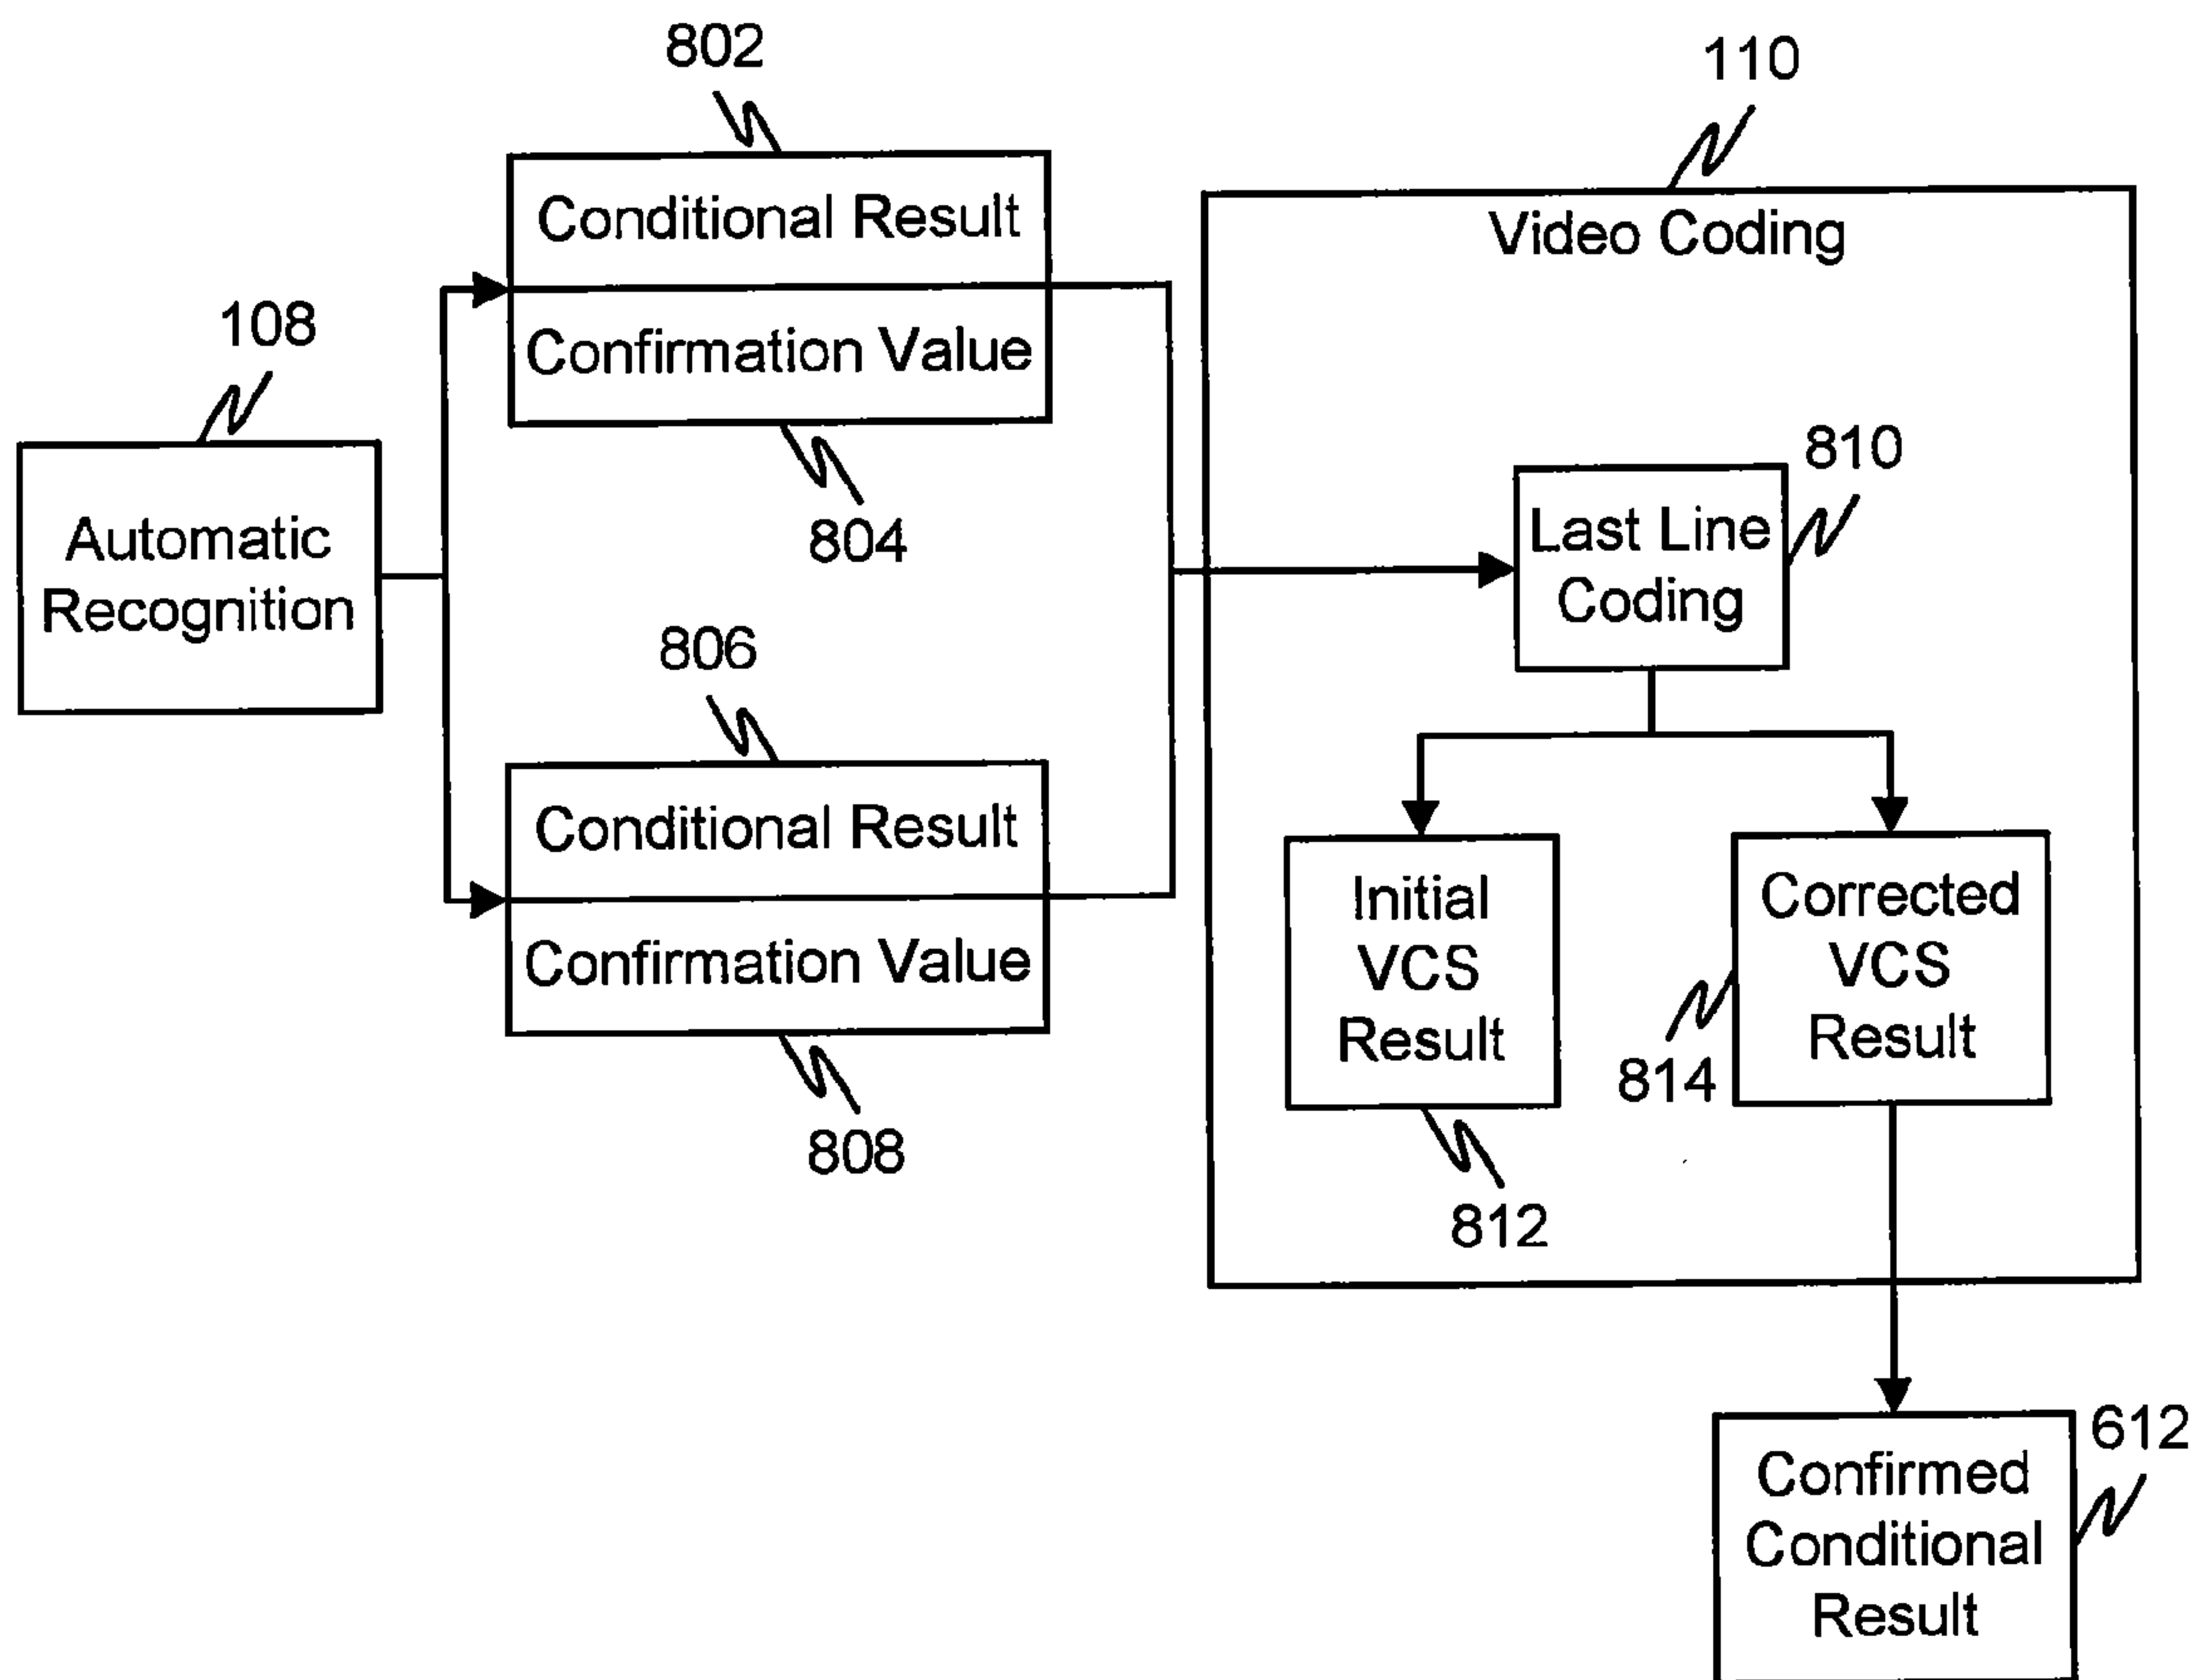 802
110
Conditional Result
Video Coding
Confirmation Value
108
804
Automatic
Recognition
810
Last Line
Coding
806
Conditional Result
Confirmation Value
808
Initial
VCS
Result
812
Corrected
VCS
Result
814
612
Confirmed
Conditional
Result